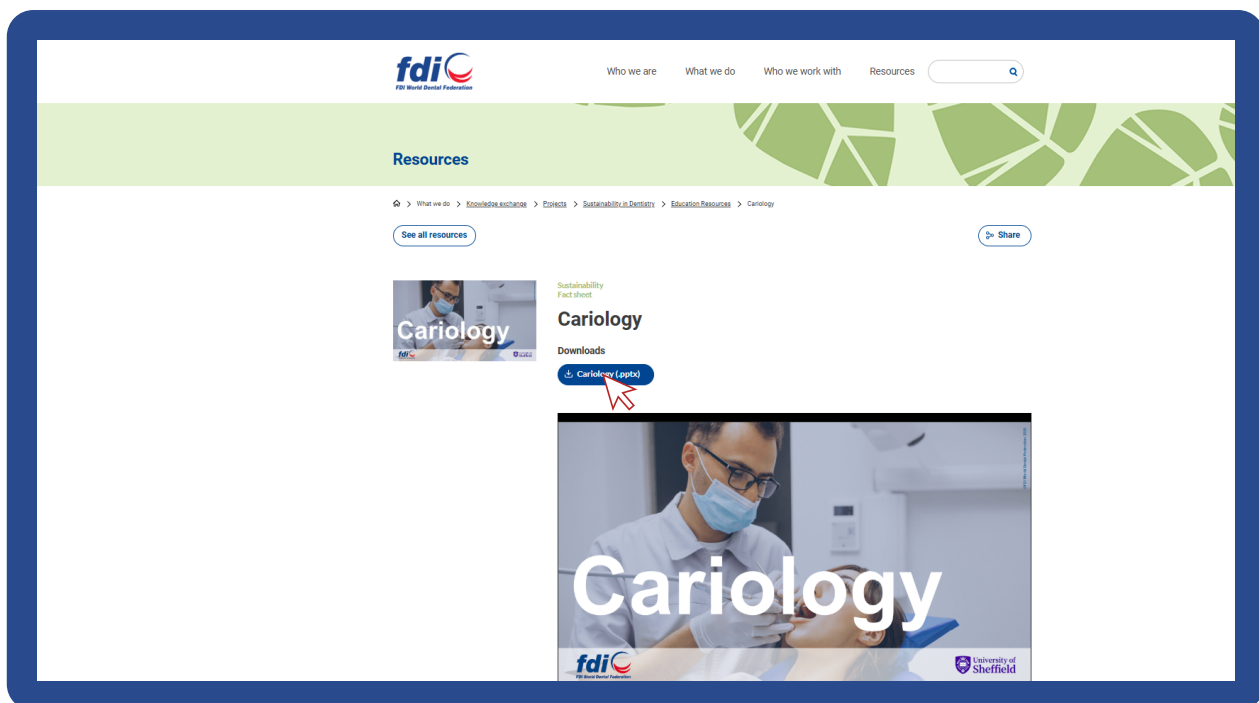 fdi
FDI World Dental Federation
Who we are What we do Who we work with Resources
Resources
What we do > Knowledge exchange > Projects > Sustainability in Dentistry > Education Resources > Cariology
See all resources
Share
Cariology
fdi
Sustainability
Fact sheet
Cariology
Downloads
Cariology (.pptx)
Cariology
fdi
FDI World Dental Federation
University of
Sheffield